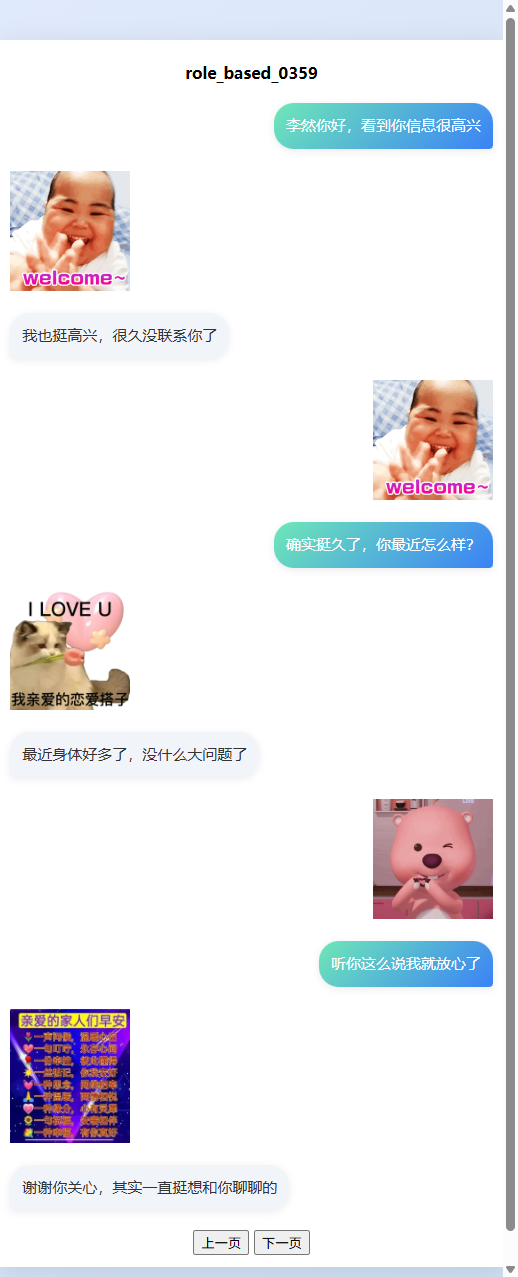 role_based_0359
李然你好，看到你信息很高兴
welcome~
我也挺高兴，很久没联系你了
welcome~
确实挺久了，你最近怎么样？
I LOVE U
我亲爱的恋爱搭子
最近身体好多了，没什么大问题了
听你这么说我就放心了
亲爱的家人们早安
谢谢你关心，其实一直挺想和你聊聊的
上一页 下一页